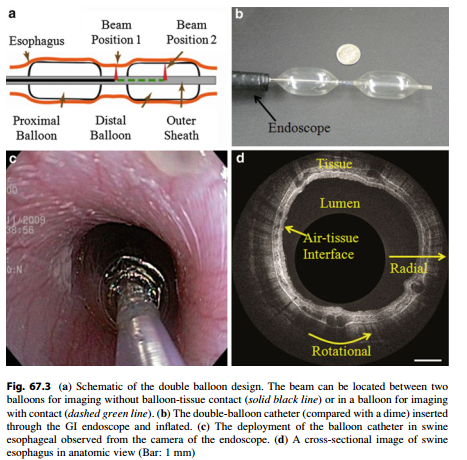 a
Beam Beam
Esophagus Position 1 Position 2
Proximal Distal Outer
Balloon Balloon Sheath
b
Endoscope
c
11/2009
38:56
:N
d
Tissue
Lumen
Air-tissue
Interface
Radial
Rotational
Fig. 67.3 (a) Schematic of the double balloon design. The beam can be located between two
balloons for imaging without balloon-tissue contact (solid black line) or in a balloon for imaging
with contact (dashed green line). (b) The double-balloon catheter (compared with a dime) inserted
through the GI endoscope and inflated. (c) The deployment of the balloon catheter in swine
esophageal observed from the camera of the endoscope. (d) A cross-sectional image of swine
esophagus in anatomic view (Bar: 1 mm)